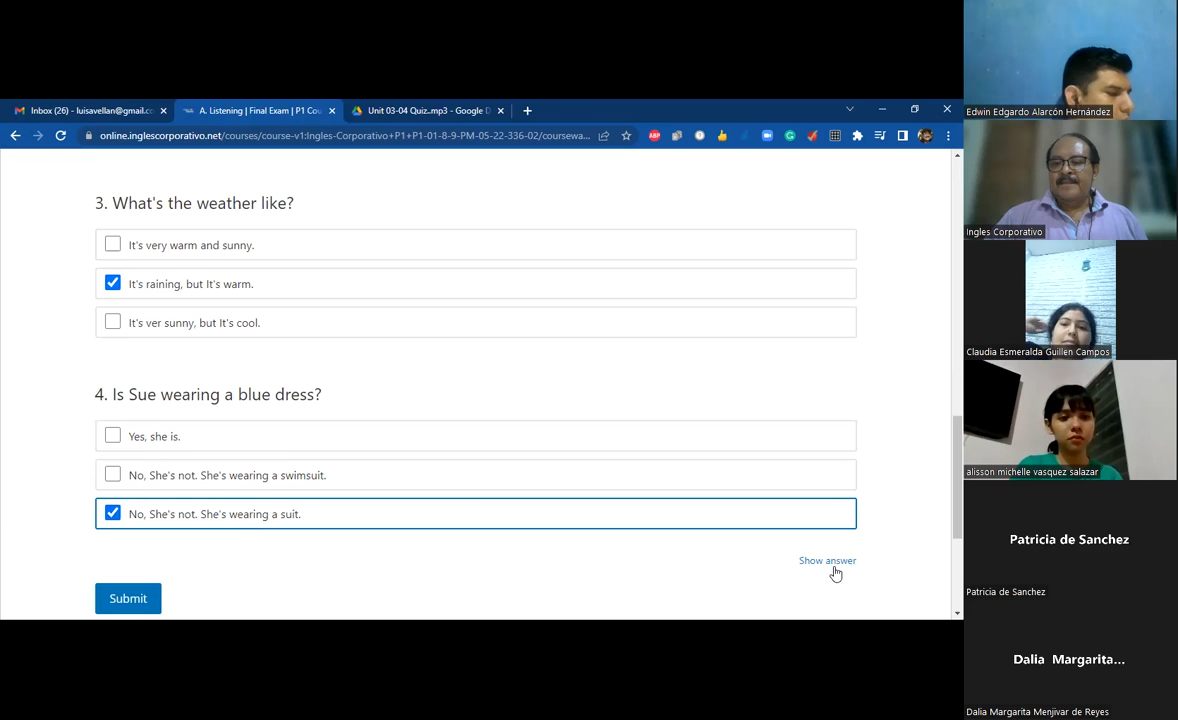 Inbox (26) - luisavellan@gmail.cc
A. Listening | Final Exam | P1 Cou
Unit 03-04 Quiz..mp3 - Google D
online.inglescorporativo.net/courses/course-v1:Ingles-Corporativo+P1+P1-01-8-9-PM-05-22-336-02/coursewa...
ABP
3. What's the weather like?
It's very warm and sunny.
It's raining, but It's warm.
It's ver sunny, but It's cool.
4. Is Sue wearing a blue dress?
Yes, she is.
No, She's not. She's wearing a swimsuit.
No, She's not. She's wearing a suit.
Show answer
Submit
Edwin Edgardo Alarcón Hernández
Ingles Corporativo
Claudia Esmeralda Guillen Campos
alisson michelle vasquez salazar
Patricia de Sanchez
Patricia de Sanchez
Dalia Margarita...
Dalia Margarita Menjivar de Reyes